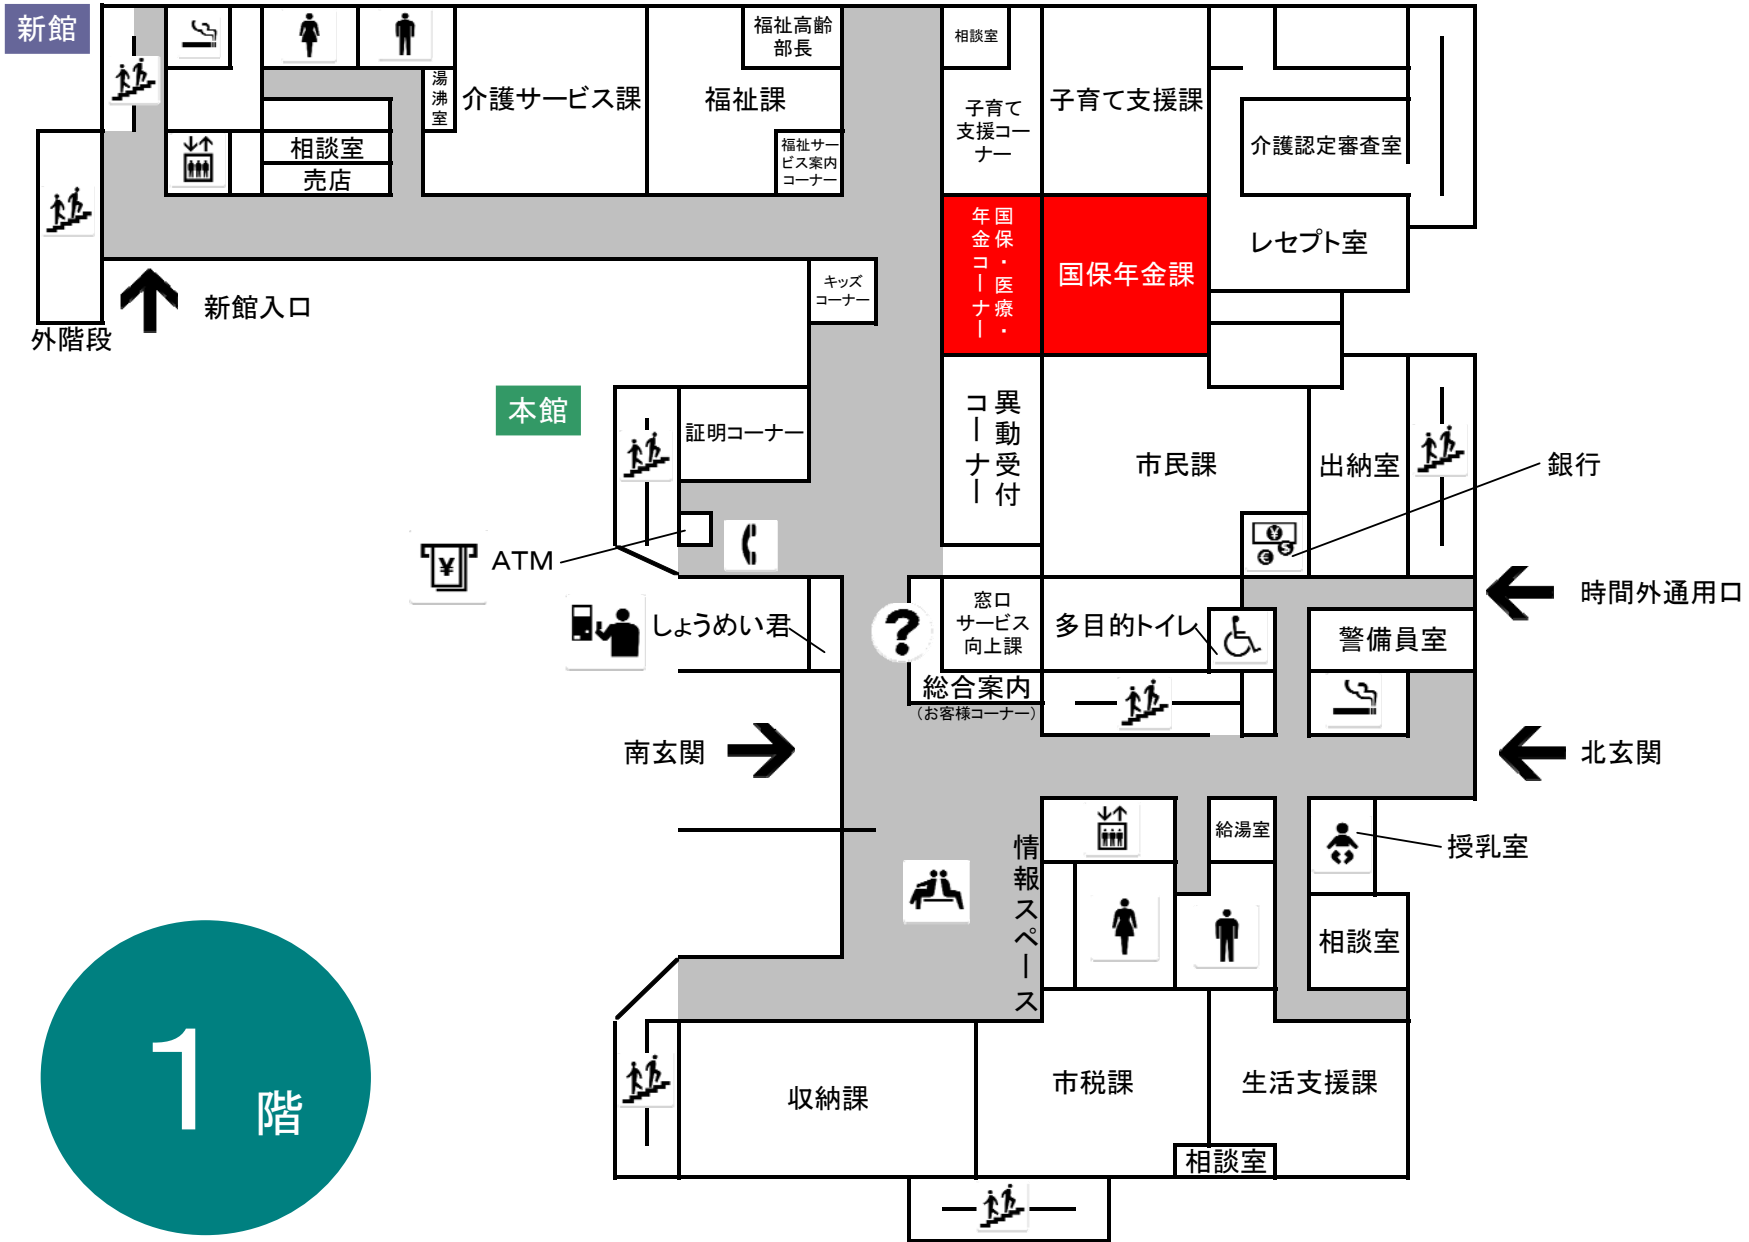 新館
福祉高齢
部長
相談室
湯沸室
介護サービス課
福祉課
子育て
支援コー
ナー
子育て支援課
相談室
売店
福祉サー
ビス案内
コーナー
介護認定審査室
国保・医療・
年金コーナー
国保年金課
レセプト室
キッズ
コーナー
新館入口
外階段
本館
証明コーナー
異動受付
コーナー
市民課
出納室
銀行
ATM
¥
しょうめい君
?
窓口
サービス
向上課
多目的トイレ
警備員室
時間外通用口
総合案内
(お客様コーナー)
南玄関
北玄関
情報スペース
給湯室
授乳室
相談室
1階
収納課
市税課
生活支援課
相談室